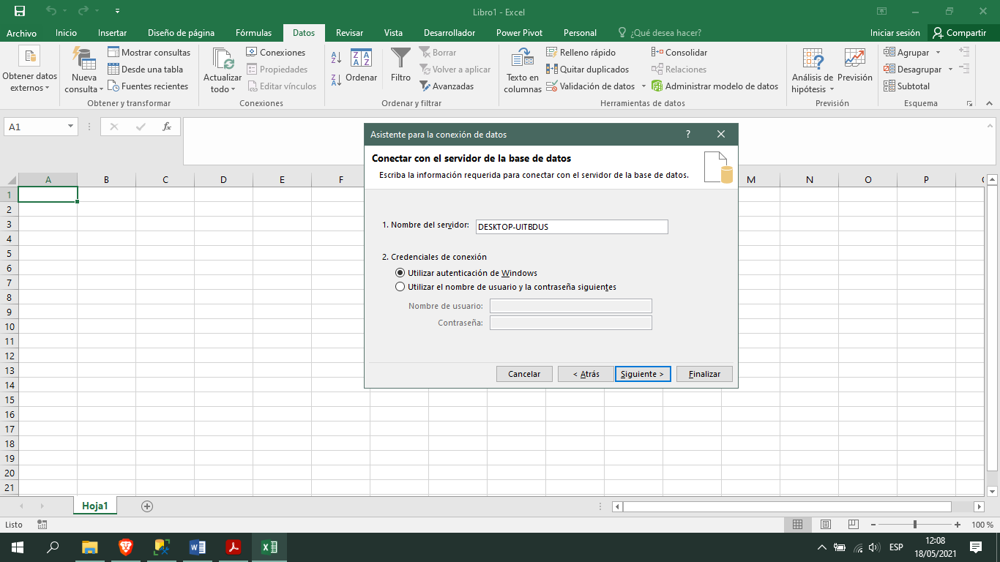 Libro1 - Excel
Archivo Inicio Insertar Diseño de página Fórmulas Datos Revisar Vista Desarrollador Power Pivot Personal ¿Qué desea hacer? Iniciar sesión Compartir
Obtener datos externos
Nueva consulta
Mostrar consultas
Desde una tabla
Fuentes recientes
Obtener y transformar
Actualizar todo
Conexiones
Propiedades
Editar vínculos
Conexiones
Ordenar
Filtro
Borrar
Volver a aplicar
Avanzadas
Ordenar y filtrar
Texto en columnas
Relleno rápido
Quitar duplicados
Validación de datos
Consolidar
Relaciones
Administrar modelo de datos
Herramientas de datos
Análisis de hipótesis
Previsión
Previsión
Agrupar
Desagrupar
Subtotal
Esquema
A1
fx
Asistente para la conexión de datos ?
Conectar con el servidor de la base de datos
Escriba la información requerida para conectar con el servidor de la base de datos.
1. Nombre del servidor: DESKTOP-UITBDUS
2. Credenciales de conexión
Utilizar autenticación de Windows
Utilizar el nombre de usuario y la contraseña siguientes
Nombre de usuario:
Contraseña:
Cancelar < Atrás Siguiente > Finalizar
A B C D E F M N O P
1
2
3
4
5
6
7
8
9
10
11
12
13
14
15
16
17
18
19
20
21
Hoja1
Listo 100 %
ESP 12:08
18/05/2021